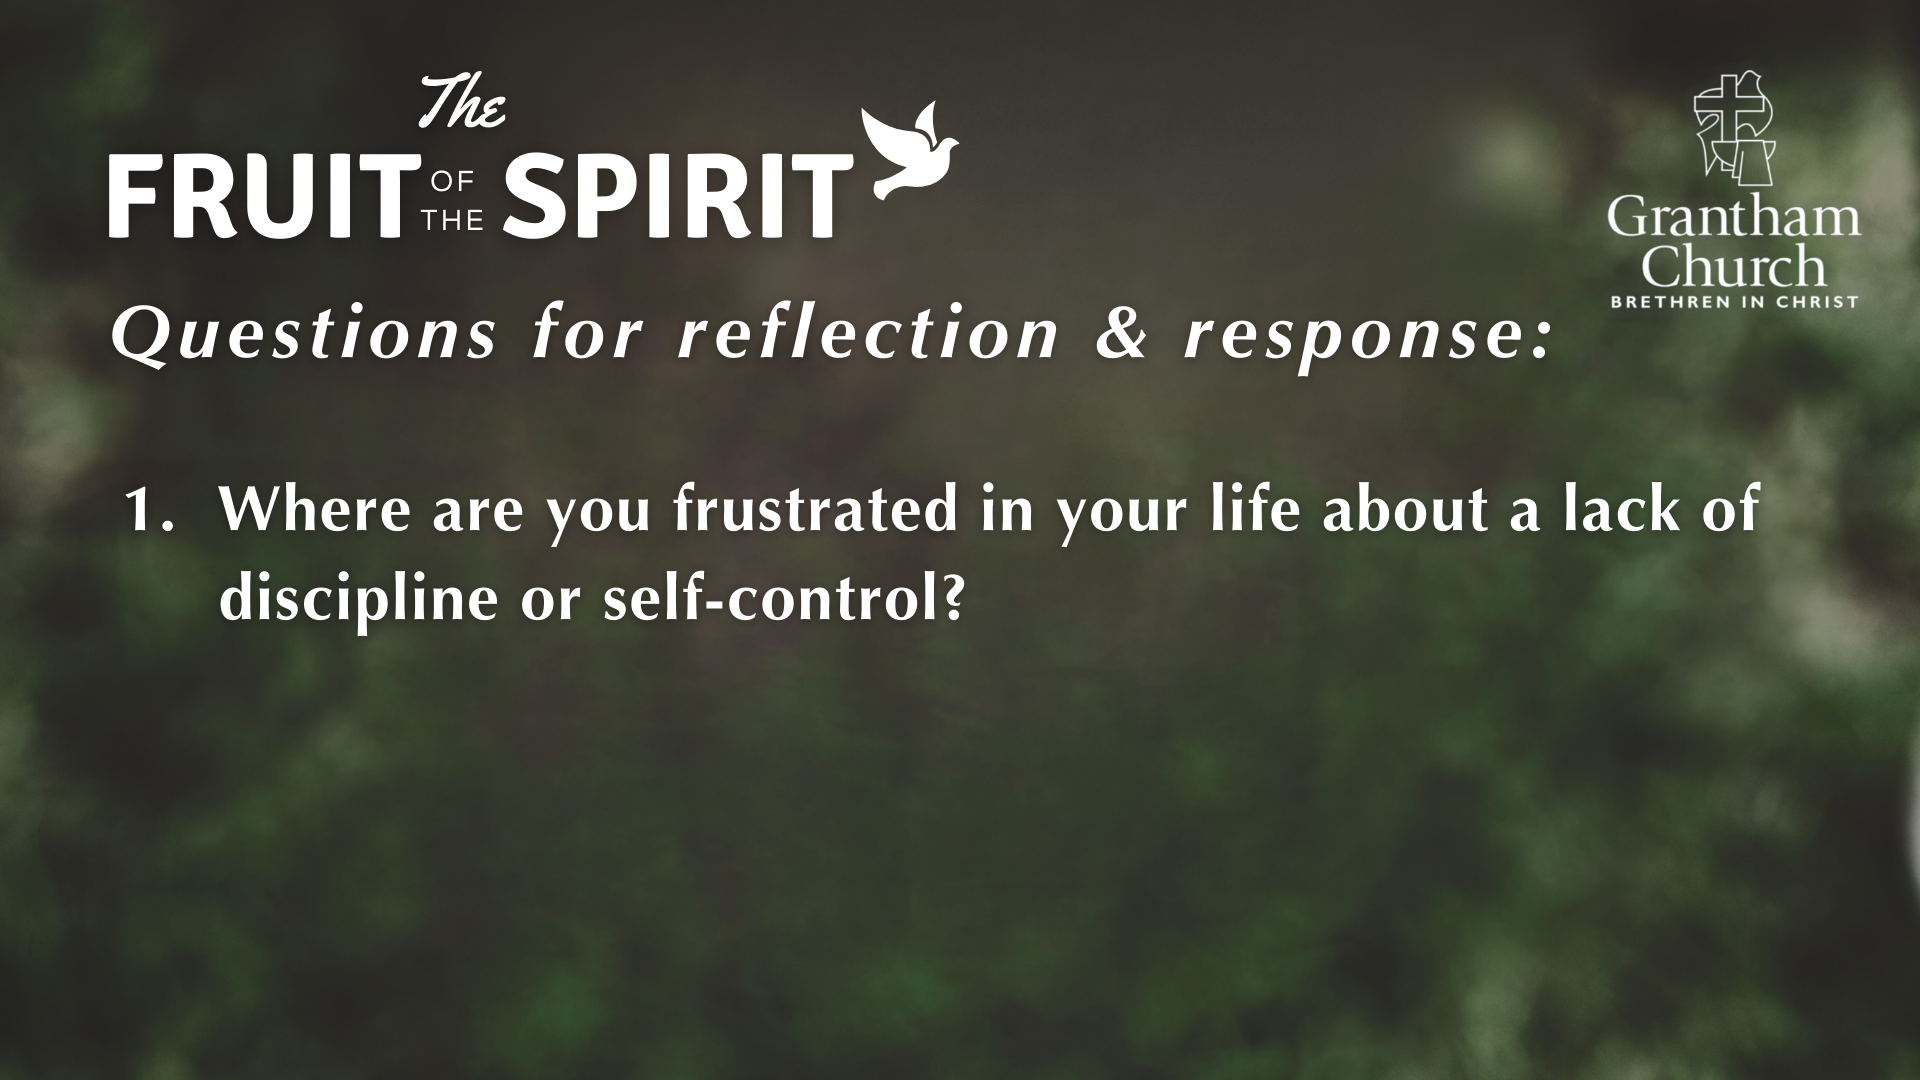 The
FRUIT OF THE SPIRIT
Grantham
Church
BRETHREN IN CHRIST
Questions for reflection & response:
1. Where are you frustrated in your life about a lack of
discipline or self-control?